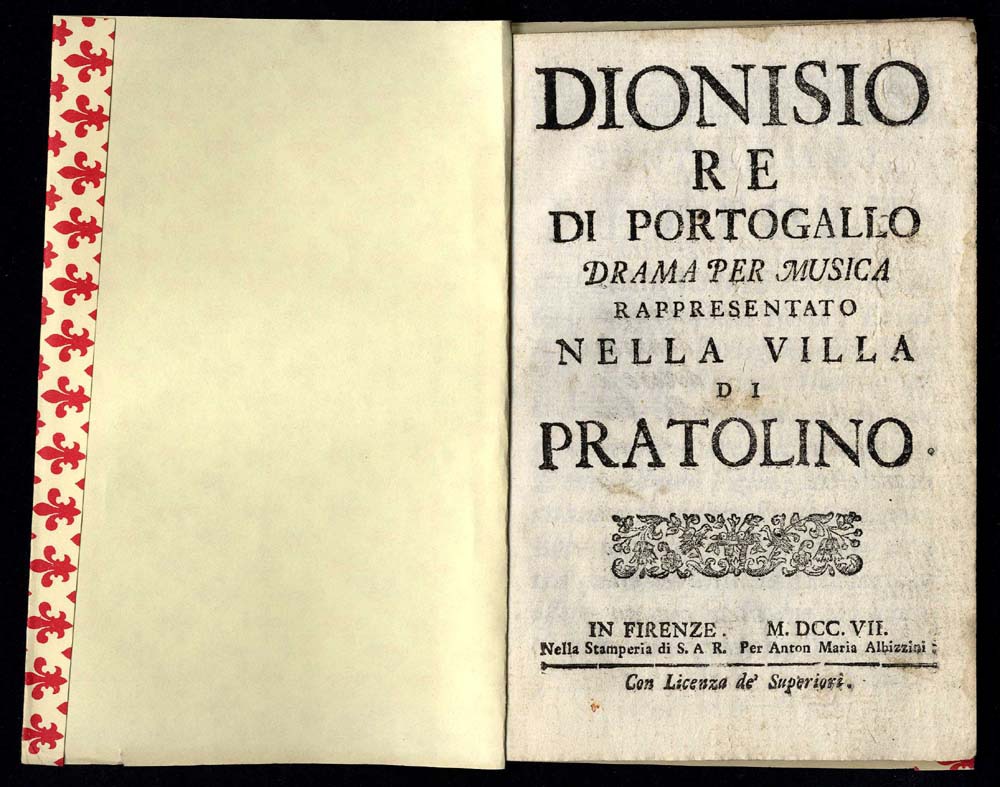 DIONISIO
RE
DI PORTOGALLO
DRAMA PER MUSICA
RAPPRESENTATO
NELLA VILLA
DI
PRATOLINO.
IN FIRENZE. M. DCC. VII.
Nella Stamperia di S. A R. Per Anton Maria Albizzini:
Con Licenza de' Superiori.